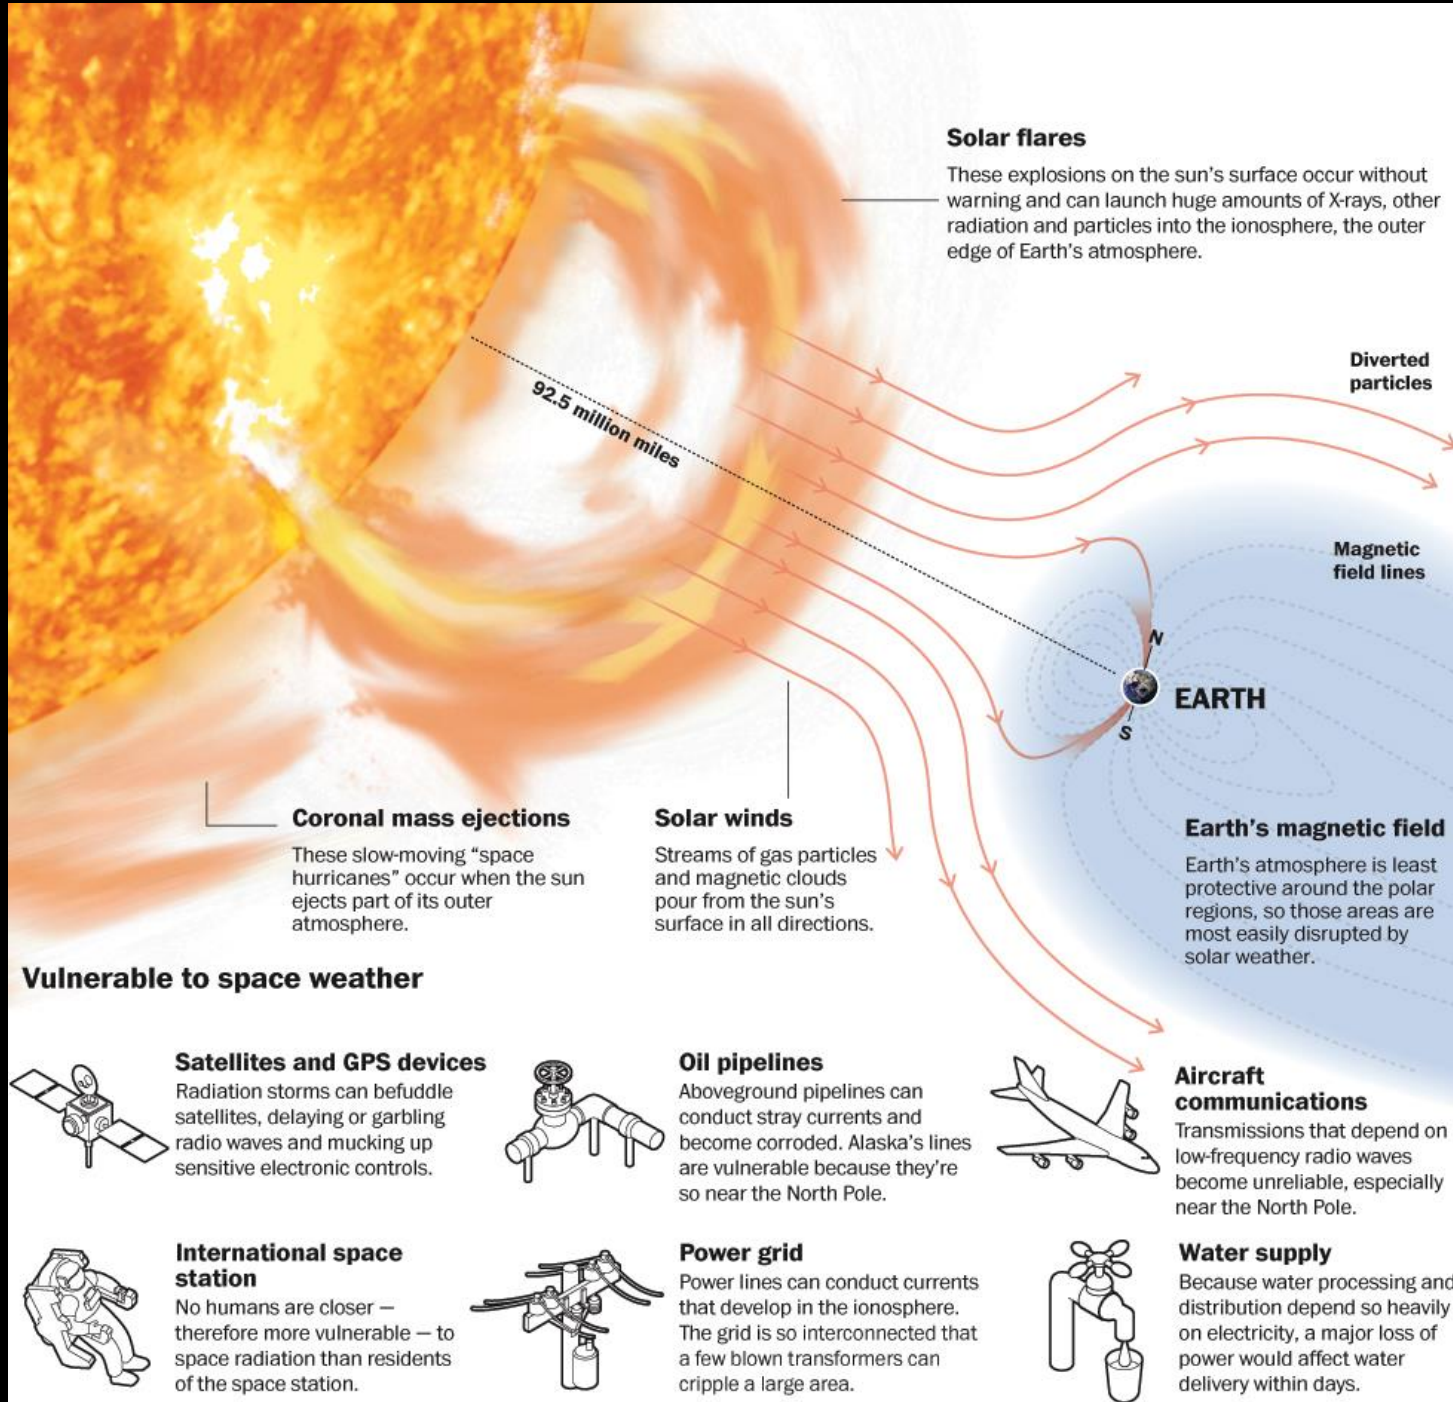 Solar flares
These explosions on the sun's surface occur without
warning and can launch huge amounts of X-rays, other
radiation and particles into the ionosphere, the outer
edge of Earth's atmosphere.
Diverted
particles
92.5 million miles
Magnetic
field lines
N
EARTH
S
Coronal mass ejections
These slow-moving “space
hurricanes” occur when the sun
ejects part of its outer
atmosphere.
Solar winds
Streams of gas particles
and magnetic clouds
pour from the sun's
surface in all directions.
Earth's magnetic field
Earth's atmosphere is least
protective around the polar
regions, so those areas are
most easily disrupted by
solar weather.
Vulnerable to space weather
Satellites and GPS devices
Radiation storms can befuddle
satellites, delaying or garbling
radio waves and mucking up
sensitive electronic controls.
Oil pipelines
Aboveground pipelines can
conduct stray currents and
become corroded. Alaska's lines
are vulnerable because they're
so near the North Pole.
Aircraft
communications
Transmissions that depend on
low-frequency radio waves
become unreliable, especially
near the North Pole.
International space
station
No humans are closer —
therefore more vulnerable — to
space radiation than residents
of the space station.
Power grid
Power lines can conduct currents
that develop in the ionosphere.
The grid is so interconnected that
a few blown transformers can
cripple a large area.
Water supply
Because water processing and
distribution depend so heavily
on electricity, a major loss of
power would affect water
delivery within days.